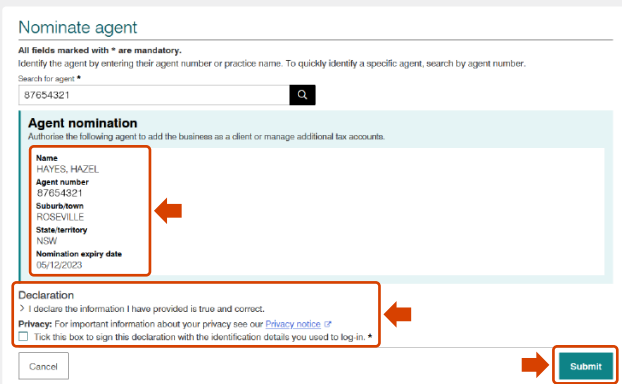 Nominate agent
All fields marked with * are mandatory.
Identify the agent by entering their agent number or practice name. To quickly identify a specific agent, search by agent number.
Search for agent *
87654321
Agent nomination
Authorise the following agent to add the business as a client or manage additional tax accounts.
Name
HAYES, HAZEL
Agent number
87654321
Suburb/town
ROSEVILLE
State/territory
NSW
Nomination expiry date
05/12/2023
Declaration
> I declare the information I have provided is true and correct.
Privacy: For important information about your privacy see our Privacy notice
Tick this box to sign this declaration with the identification details you used to log-in. *
Cancel
Submit